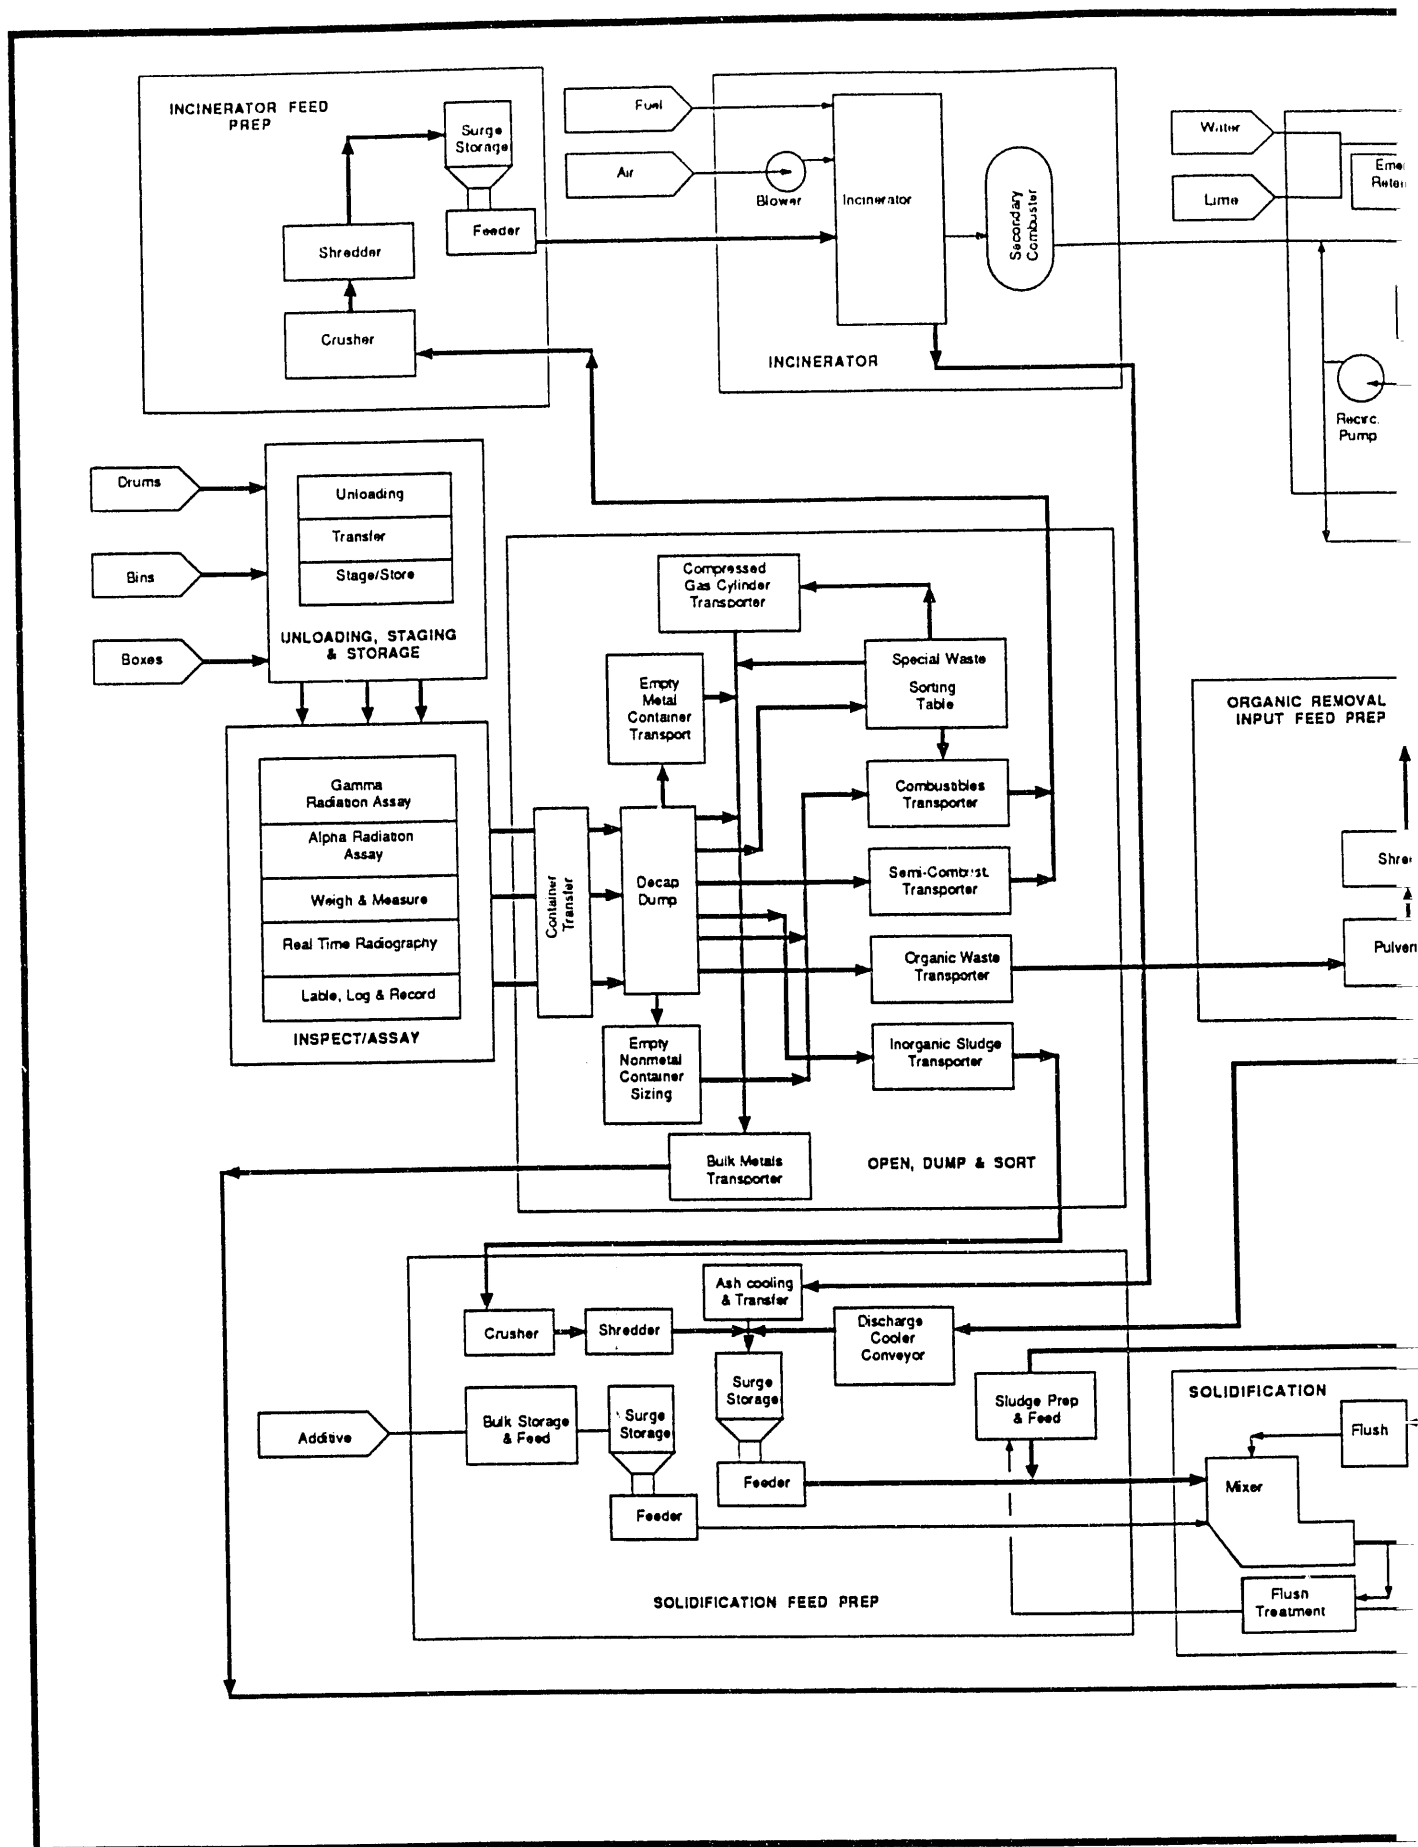 INCINERATOR FEED
PREP
Surge
Storage
Feeder
Shredder
Crusher
Fuel
Air
Blower
Incinerator
Secondary
Combuster
INCINERATOR
Water
Lime
Recirc.
Pump
Drums
Bins
Boxes
Unloading
Transfer
Stage/Store
UNLOADING, STAGING
& STORAGE
Gamma
Radiation Assay
Alpha Radiation
Assay
Weigh & Measure
Real Time Radiography
Lable, Log & Record
INSPECT/ASSAY
Container
Transfer
Decap
Dump
Compressed
Gas Cylinder
Transporter
Empty
Metal
Container
Transport
Special Waste
Sorting
Table
Combustibles
Transporter
Semi-Combust.
Transporter
Organic Waste
Transporter
Inorganic Sludge
Transporter
Empty
Nonmetal
Container
Sizing
Bulk Metals
Transporter
OPEN, DUMP & SORT
ORGANIC REMOVAL
INPUT FEED PREP
Ash cooling
& Transfer
Crusher
Shredder
Discharge
Cooler
Conveyor
Surge
Storage
Feeder
Additive
Bulk Storage
& Feed
Surge
Storage
Feeder
Sludge Prep
& Feed
SOLIDIFICATION FEED PREP
SOLIDIFICATION
Flush
Mixer
Flush
Treatment